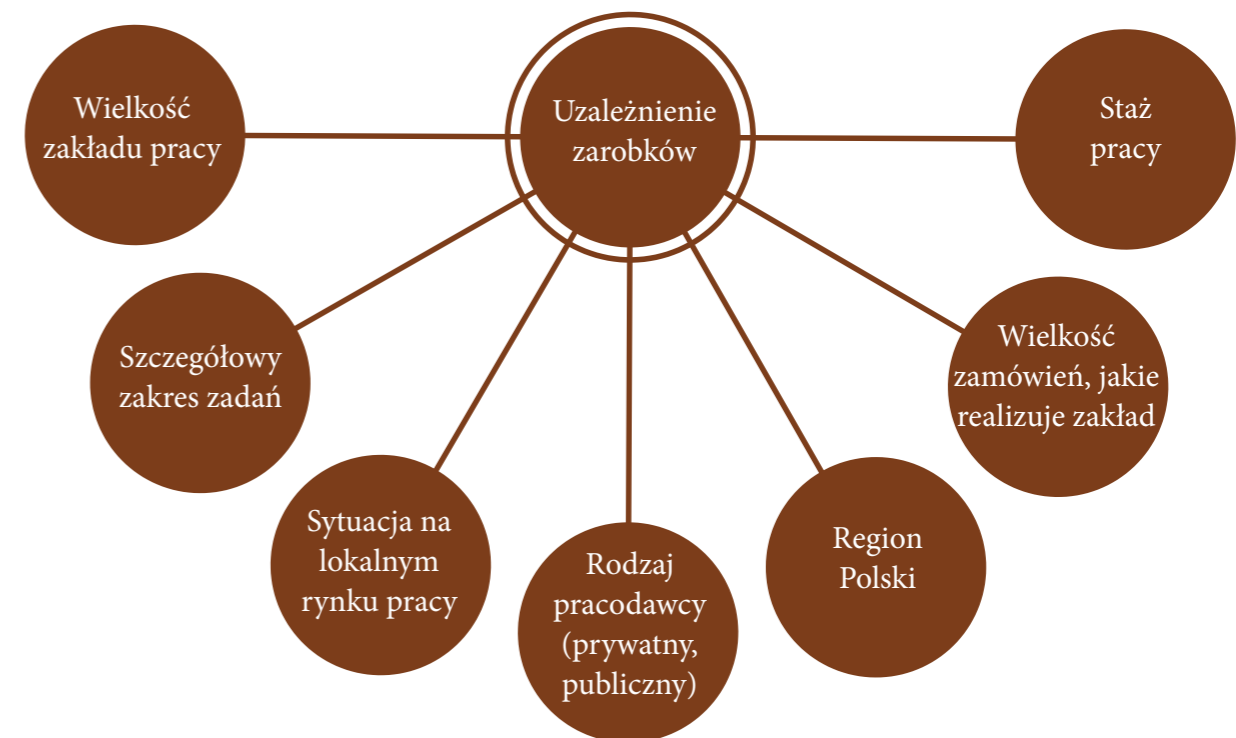 Uzależnienie
zarobków
Wielkość
zakładu pracy
Szczegółowy
zakres zadań
Sytuacja na
lokalnym
rynku pracy
Rodzaj
pracodawcy
(prywatny,
publiczny)
Region
Polski
Wielkość
zamówień, jakie
realizuje zakład
Staż
pracy